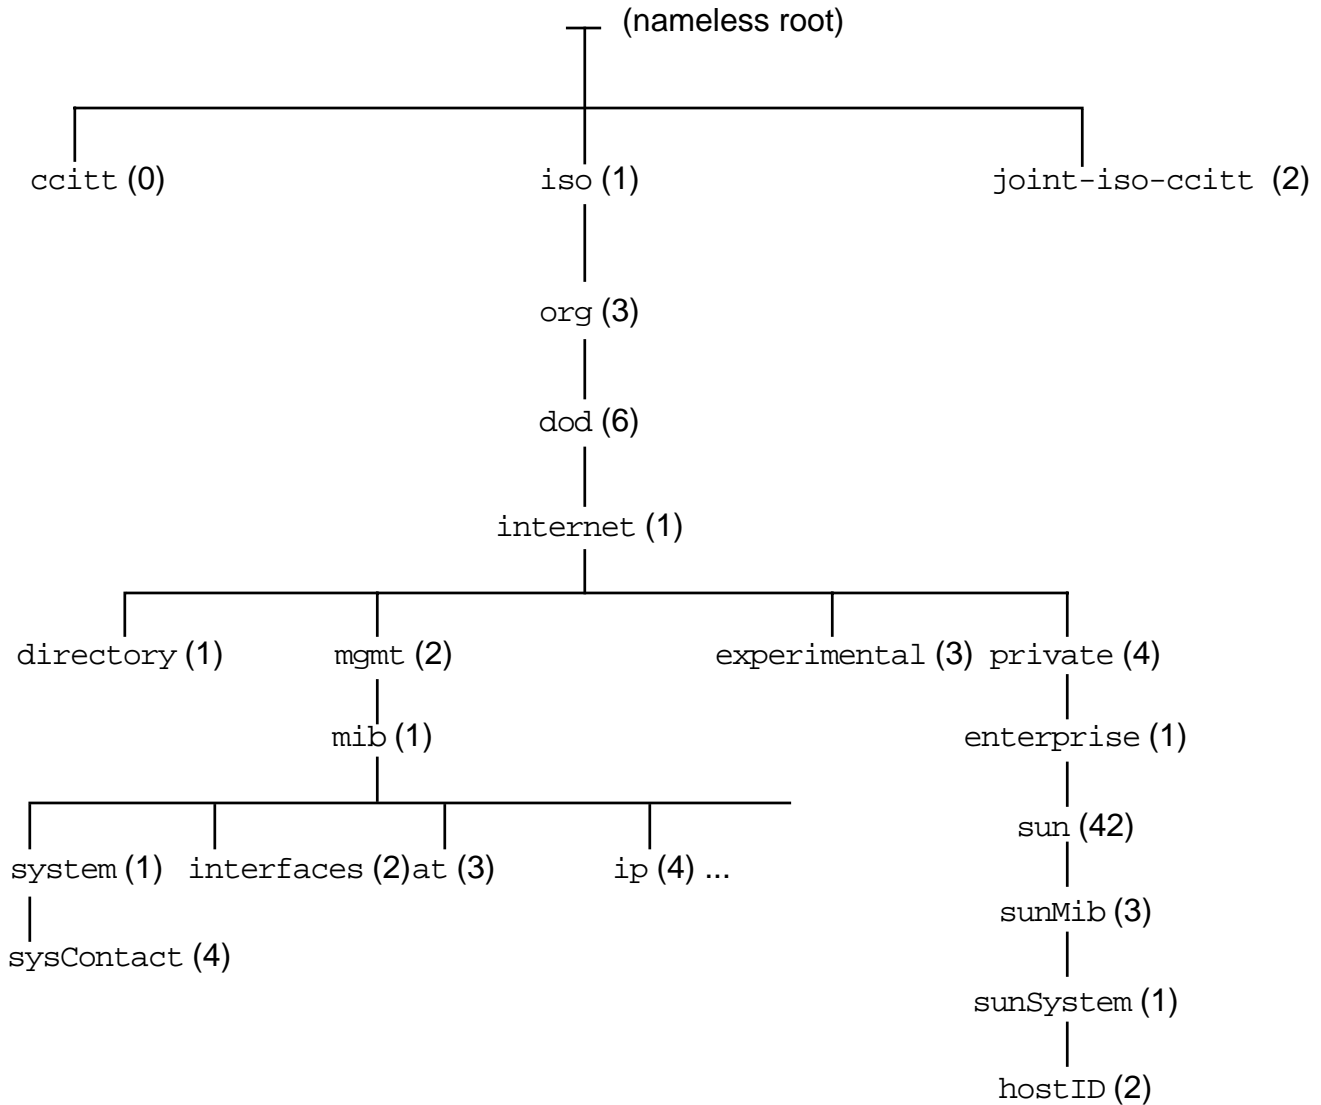 (nameless root)
ccitt (0) iso (1) joint-iso-ccitt (2)
org (3)
dod (6)
internet (1)
directory (1) mgmt (2) experimental (3) private (4)
mib (1) enterprise (1)
sun (42)
system (1) interfaces (2) at (3) ip (4) ...
sunMib (3)
sysContact (4)
sunSystem (1)
hostID (2)